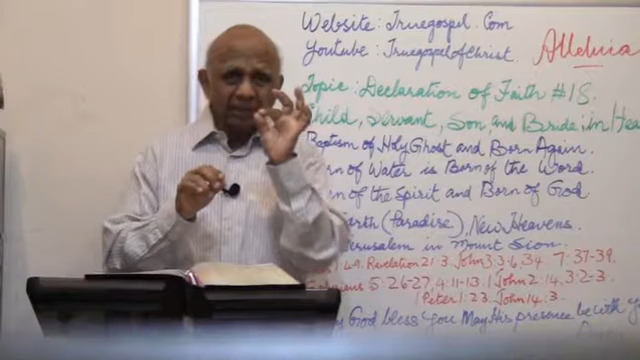 Website: Truegospel.Com
Youtube: TruegospelofChrist
Alleluia
Topic: Declaration of Faith #18.
Child, Servant, Son, and Bride: in Hea
Baptism of Holy Ghost and Born Again.
rn of Water is Born of the Word.
rn of the Spirit and Born of God
arth (Paradise), New Heavens.
erusalem in Mount Sion.
Revelation 21:3, John 3:3-6,34 7:37-39.
5:26-27, 4:11-13, 1 John 2:14, 3:2-3.
1 Peter 1:23, John 14:3.
God bless You May His presence be with y